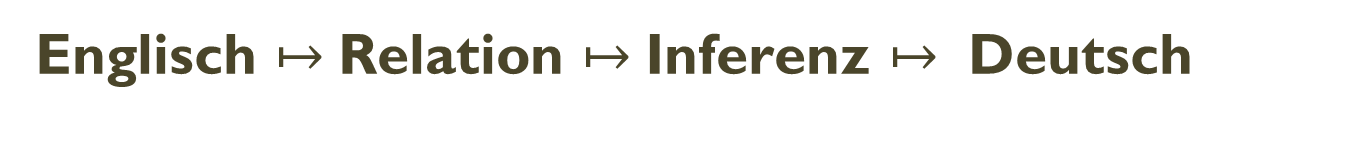 Englisch ↦ Relation ↦ Inferenz ↦ Deutsch